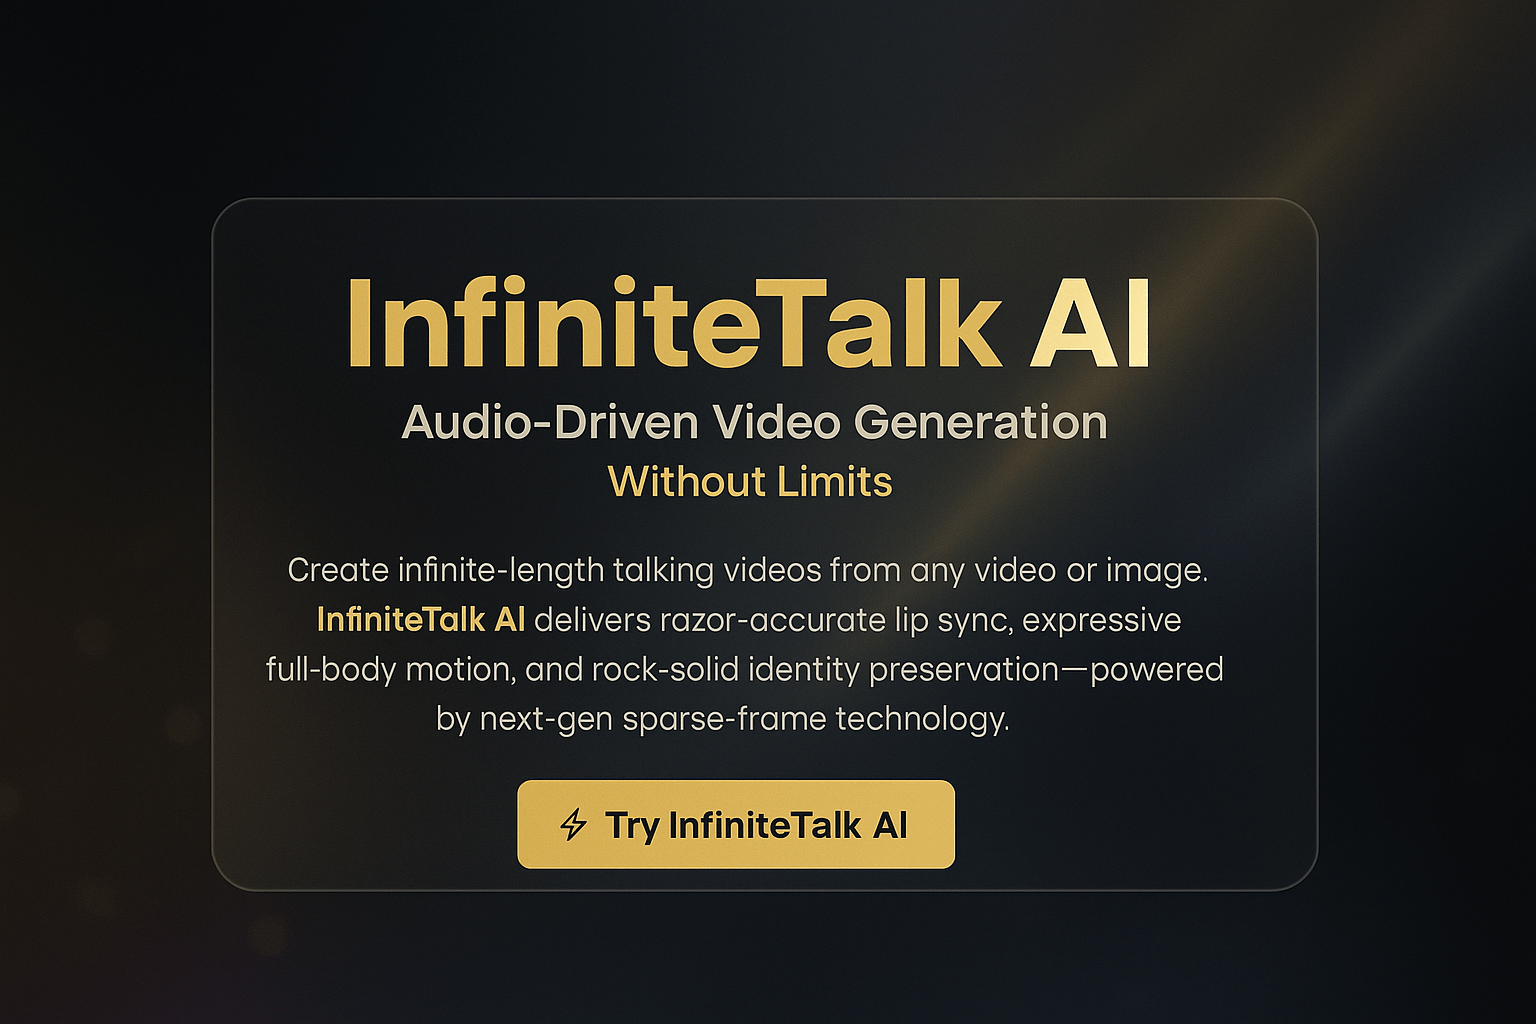 InfiniteTalk AI
Audio-Driven Video Generation
Without Limits
Create infinite-length talking videos from any video or image.
InfiniteTalk AI delivers razor-accurate lip sync, expressive
full-body motion, and rock-solid identity preservation—powered
by next-gen sparse-frame technology.
Try InfiniteTalk AI